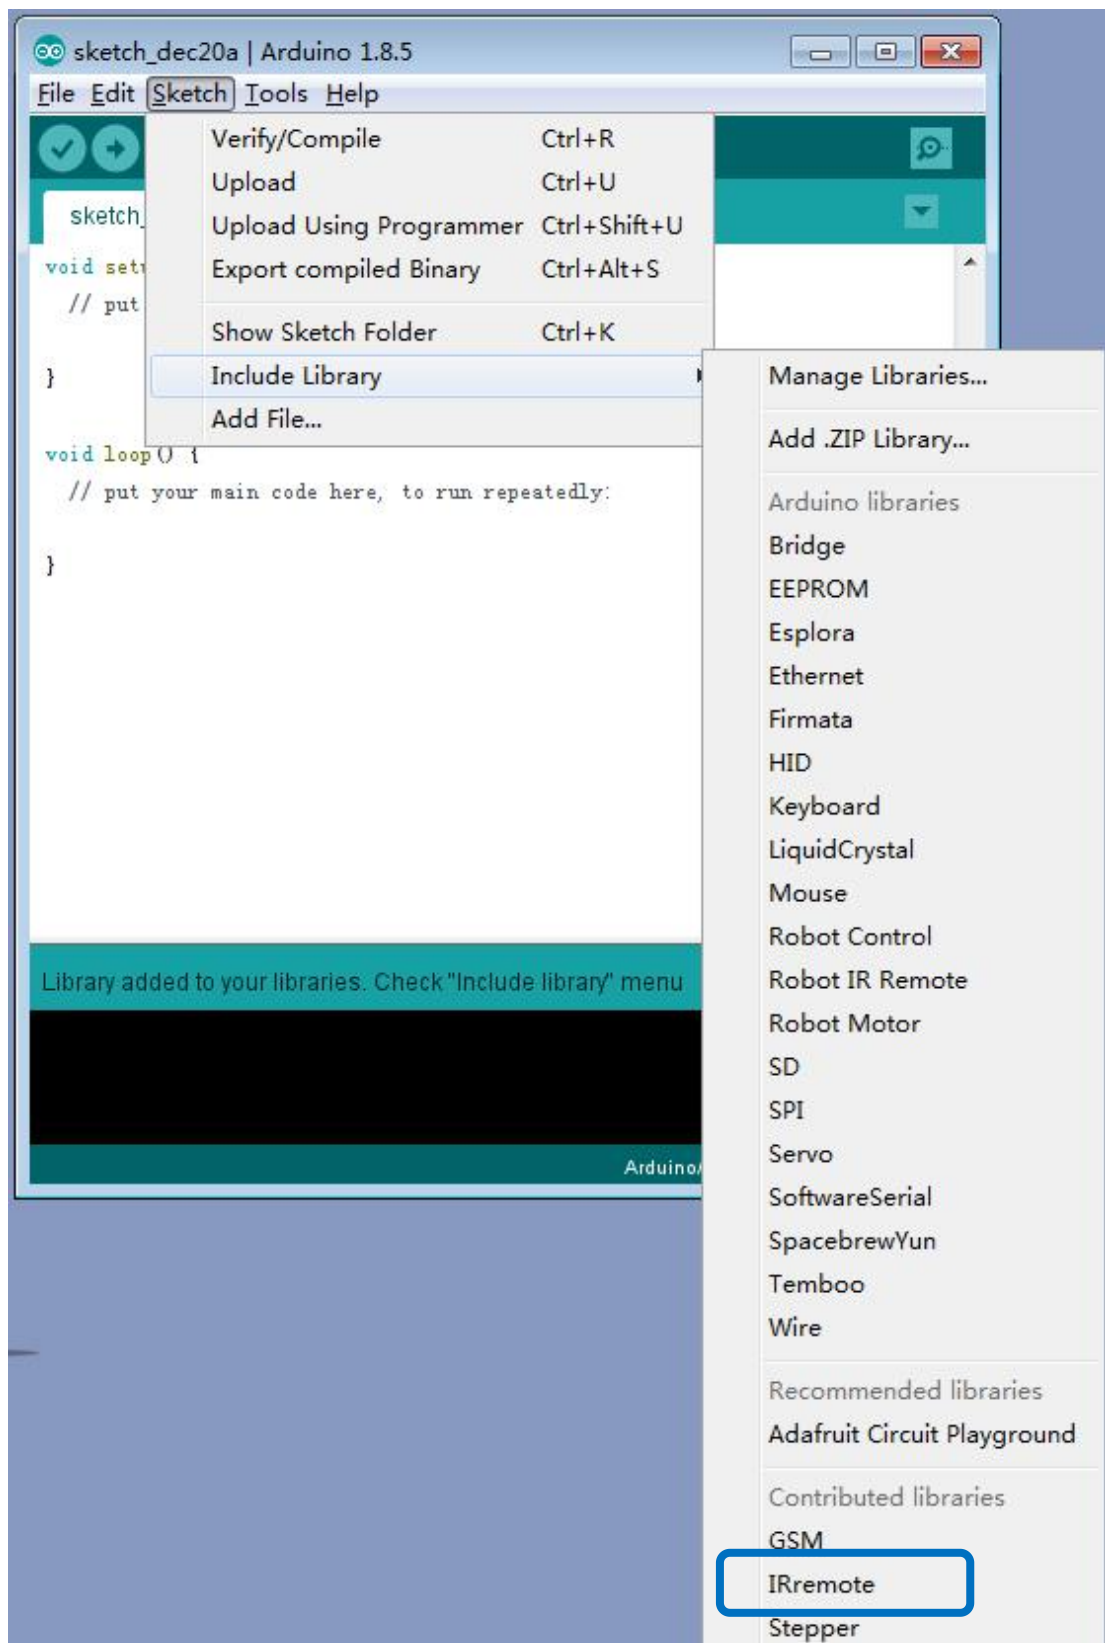 sketch_dec20a | Arduino 1.8.5
File Edit Sketch Tools Help
Verify/Compile Ctrl+R
Upload Ctrl+U
Upload Using Programmer Ctrl+Shift+U
Export compiled Binary Ctrl+Alt+S
Show Sketch Folder Ctrl+K
Include Library
Add File...
sketch_
void setu
// put
}
void loop() {
// put your main code here, to run repeatedly:
}
Manage Libraries...
Add .ZIP Library...
Arduino libraries
Bridge
EEPROM
Esplora
Ethernet
Firmata
HID
Keyboard
LiquidCrystal
Mouse
Robot Control
Robot IR Remote
Robot Motor
SD
SPI
Servo
SoftwareSerial
SpacebrewYun
Temboo
Wire
Recommended libraries
Adafruit Circuit Playground
Contributed libraries
GSM
IRremote
Stepper
Library added to your libraries. Check "Include library" menu
Arduino/